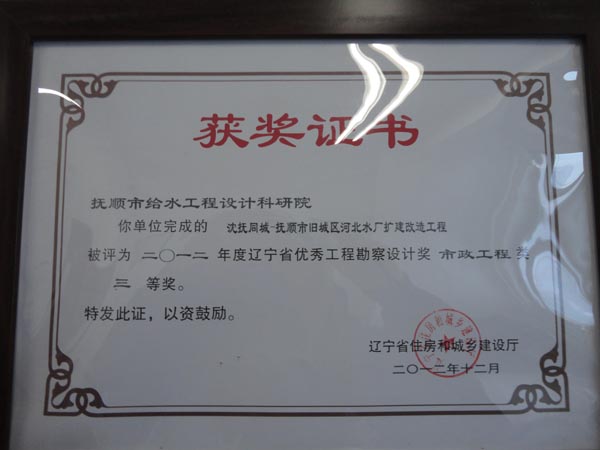 获奖证书
抚顺市给水工程设计科研院
你单位完成的 沈抚同城-抚顺市旧城区河北水厂扩建改造工程
被评为 二〇一二 年度辽宁省优秀工程勘察设计奖 市政工程 类
三 等奖。
特发此证，以资鼓励。
辽宁省住房和城乡建设厅
二〇一二年十二月